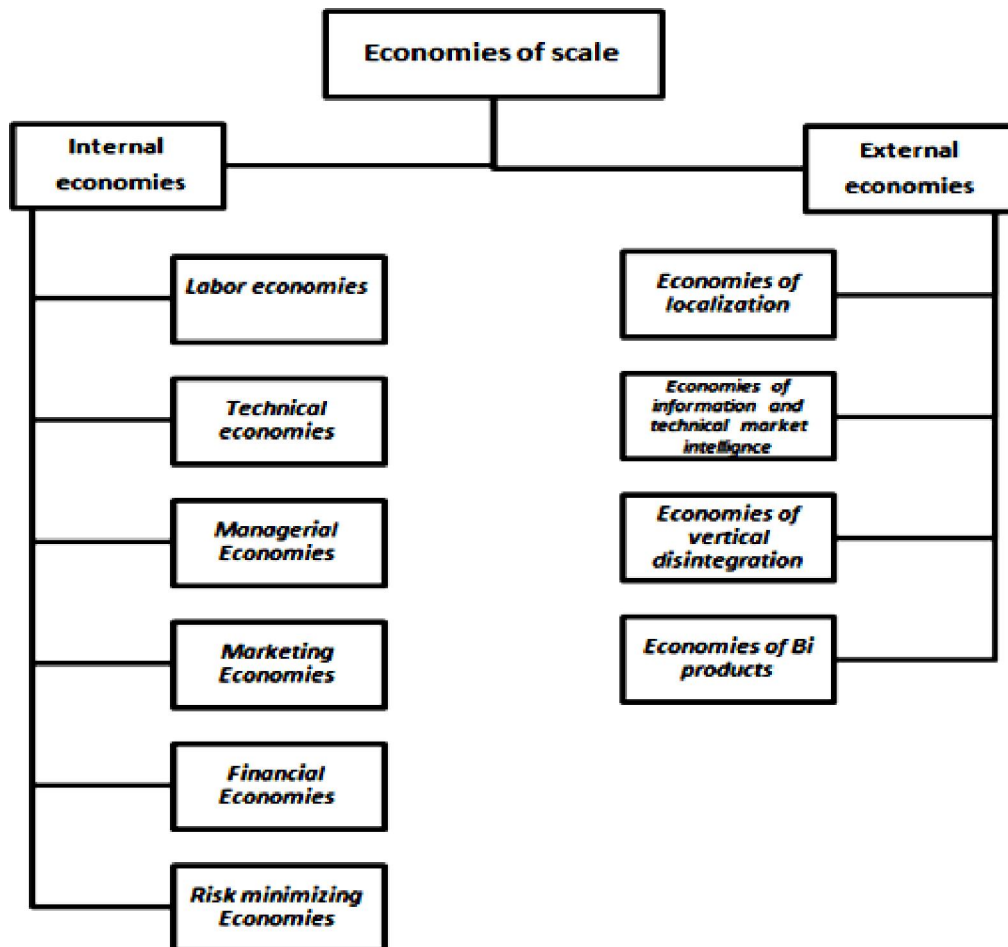 Economies of scale
Internal
economies
External
economies
Labor economies
Technical
economies
Managerial
Economies
Marketing
Economies
Financial
Economies
Risk minimizing
Economies
Economies of
localization
Economies of
information and
technical market
intellignce
Economies of
vertical
disintegration
Economies of Bi
products